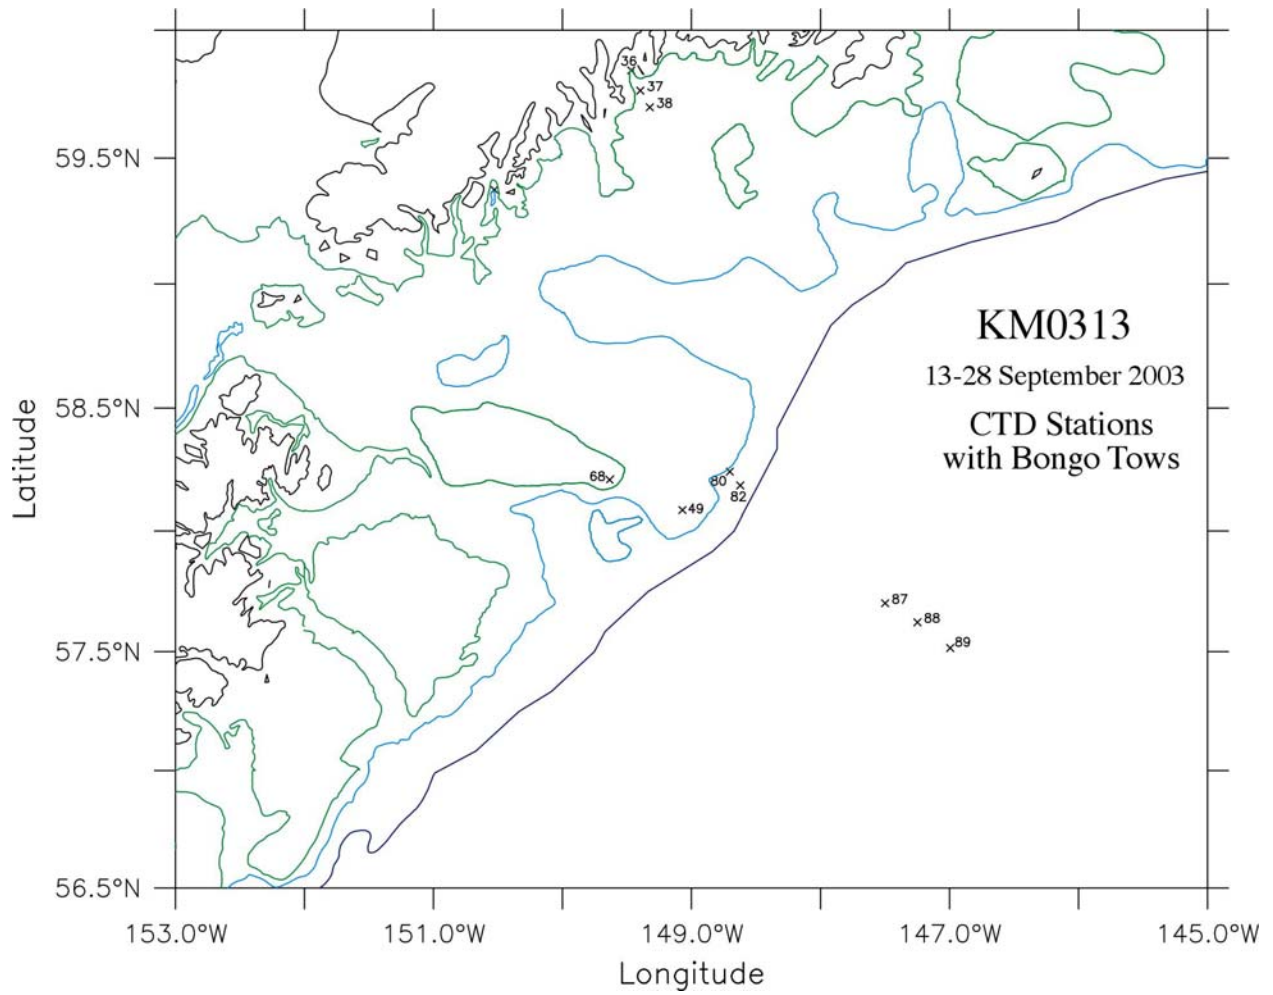 36
37
38
59.5°N
KM0313
13-28 September 2003
CTD Stations
with Bongo Tows
58.5°N
Latitude
68
80
82
49
87
88
89
57.5°N
56.5°N
153.0°W 151.0°W 149.0°W 147.0°W 145.0°W
Longitude